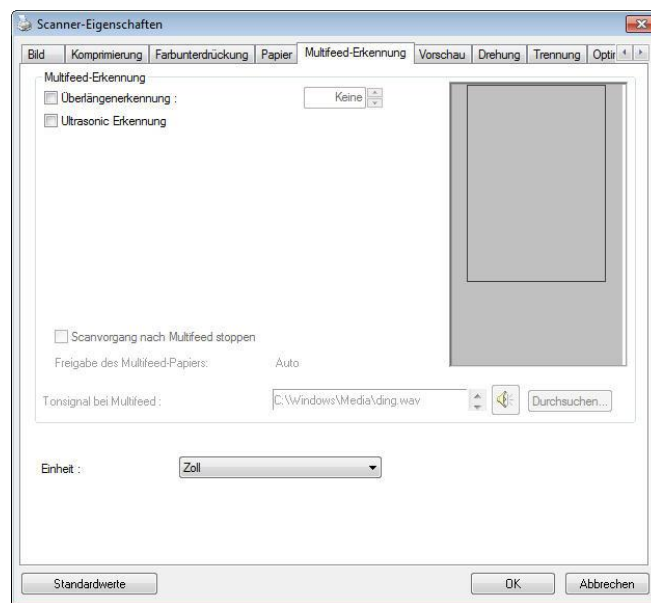 Scanner-Eigenschaften
Bild Komprimierung Farbunterdrückung Papier Multifeed-Erkennung Vorschau Drehung Trennung Optir
Multifeed-Erkennung
Überlängenerkennung : Keine
Ultrasonic Erkennung
Scanvorgang nach Multifeed stoppen
Freigabe des Multifeed-Papiers: Auto
Tonsignal bei Multifeed : C:\Windows\Media\ding.wav Durchsuchen...
Einheit : Zoll
Standardwerte OK Abbrechen